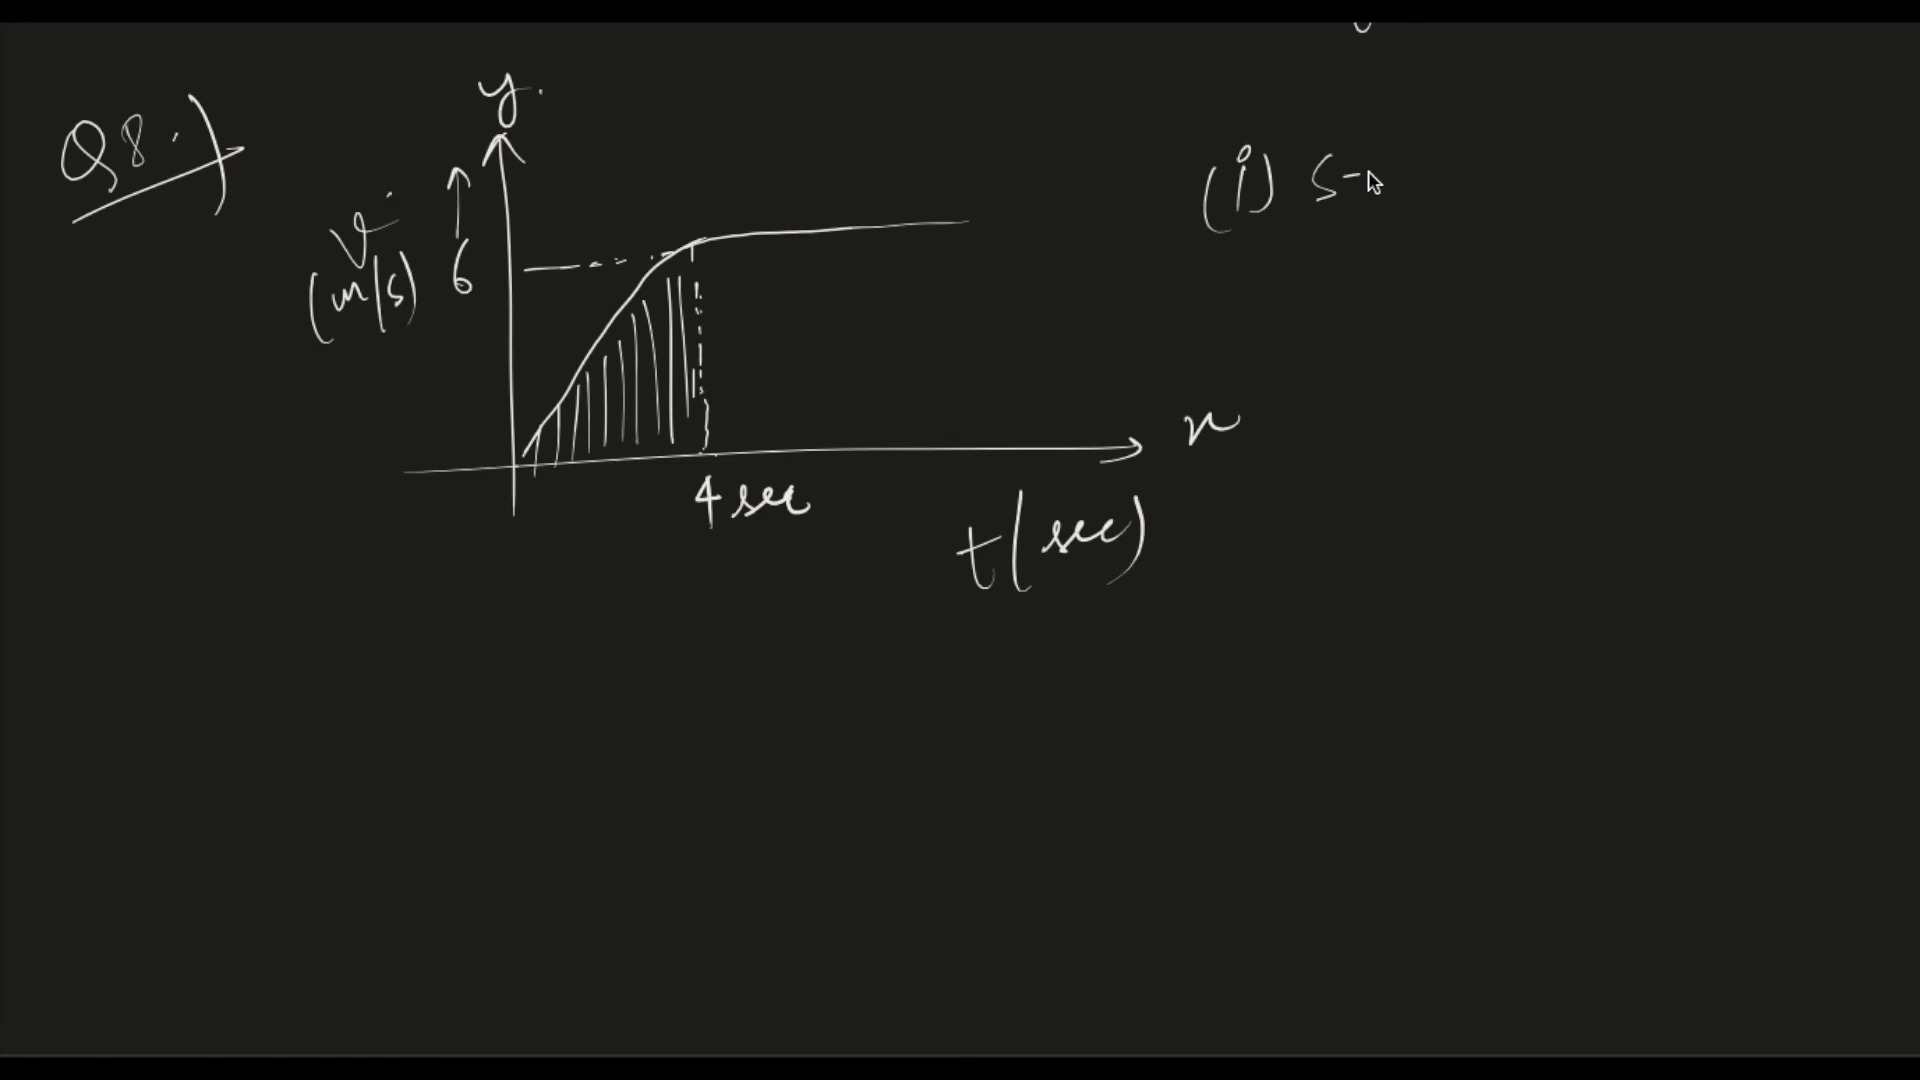 Q8.)
y.
(i) s-
v
(m/s) 6
x
4 sec
t(sec)